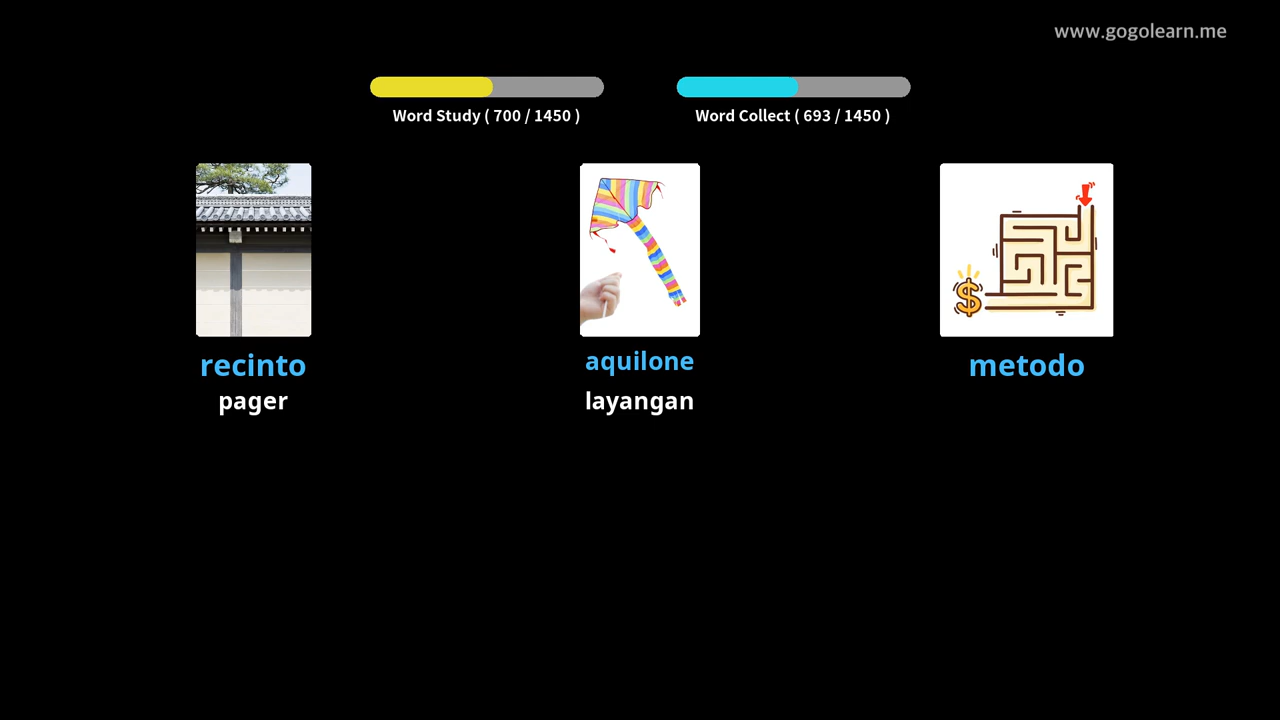 www.gogolearn.me
Word Study ( 700 / 1450 )
Word Collect ( 693 / 1450 )
recinto
pager
aquilone
layangan
metodo